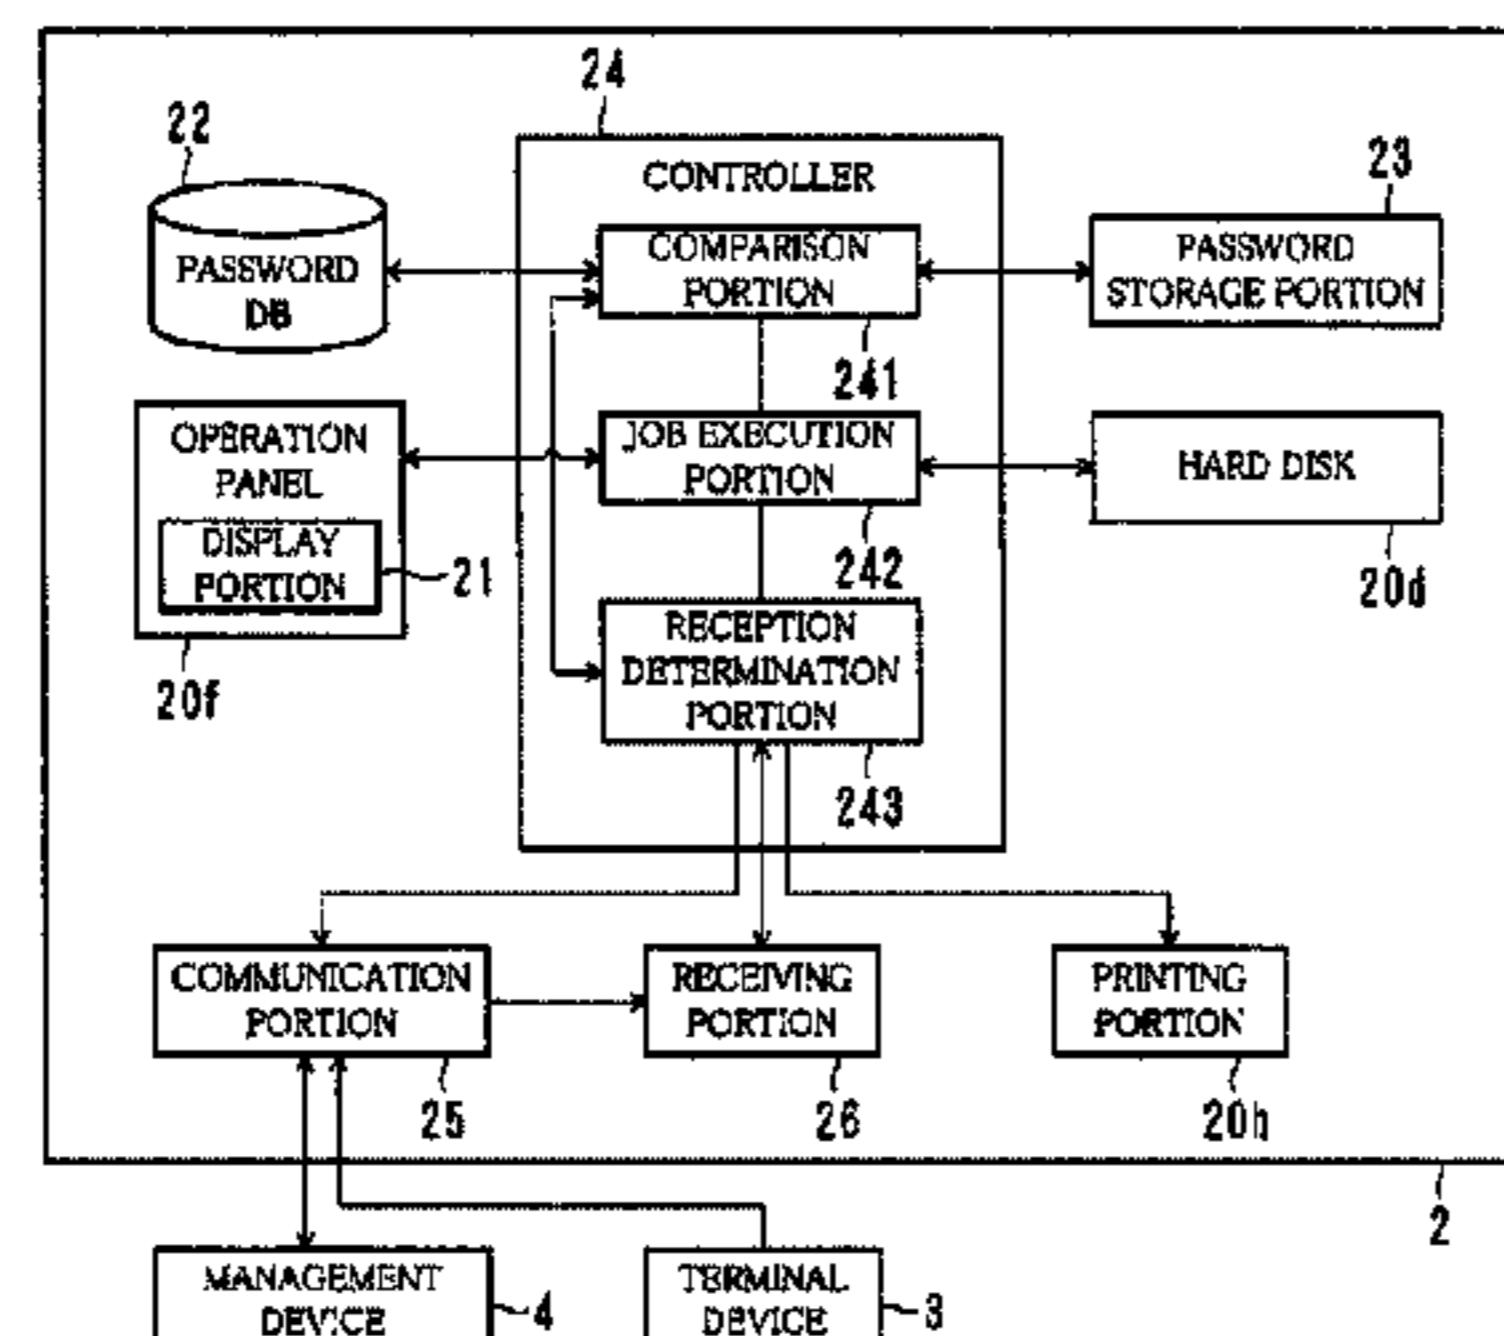 24
22
23
CONTROLLER
PASSWORD
DB
COMPARISON
PORTION
241
PASSWORD
STORAGE PORTION
OPERATION
PANEL
DISPLAY
PORTION
21
20f
JOB EXECUTION
PORTION
242
HARD DISK
20d
RECEPTION
DETERMINATION
PORTION
243
COMMUNICATION
PORTION
25
RECEIVING
PORTION
26
PRINTING
PORTION
20h
2
MANAGEMENT
DEVICE
4
TERMINAL
DEVICE
3